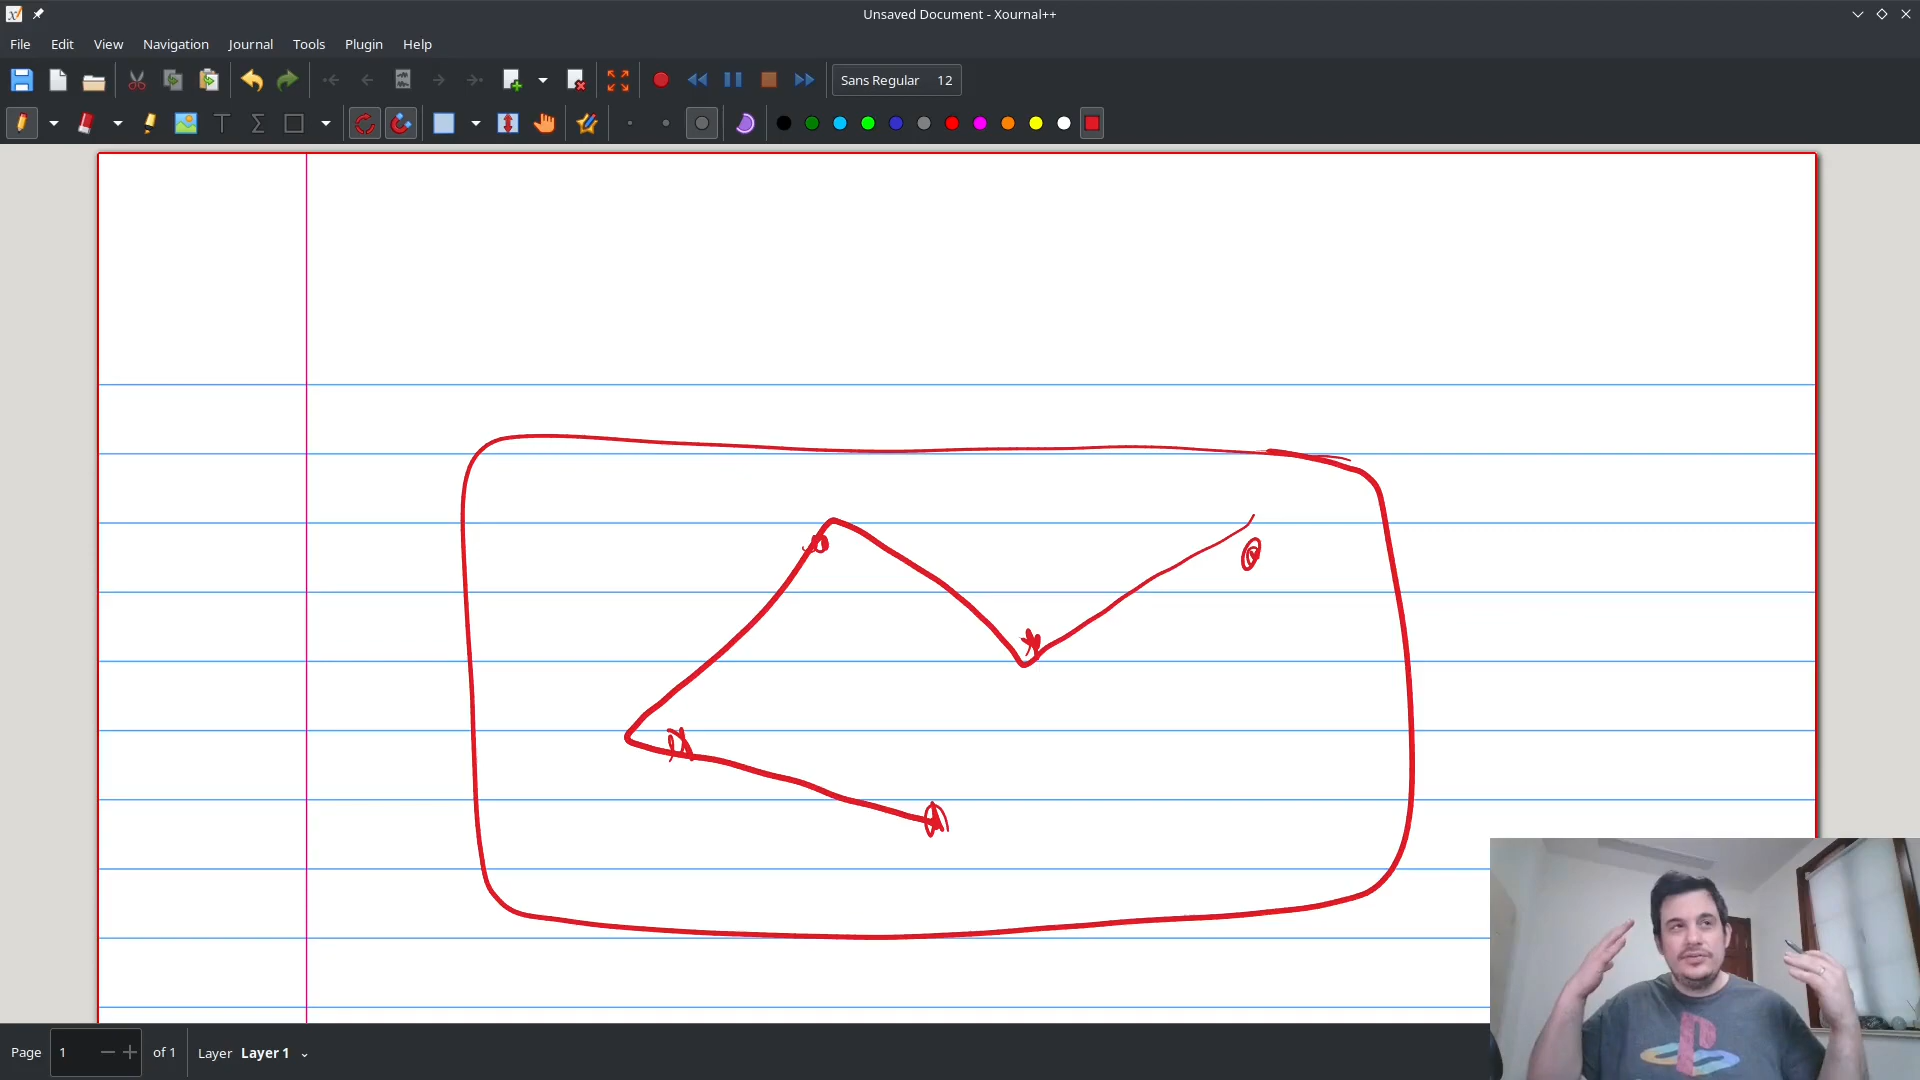 Unsaved Document - Xournal++
File Edit View Navigation Journal Tools Plugin Help
Sans Regular 12
Page 1 of 1 Layer Layer 1